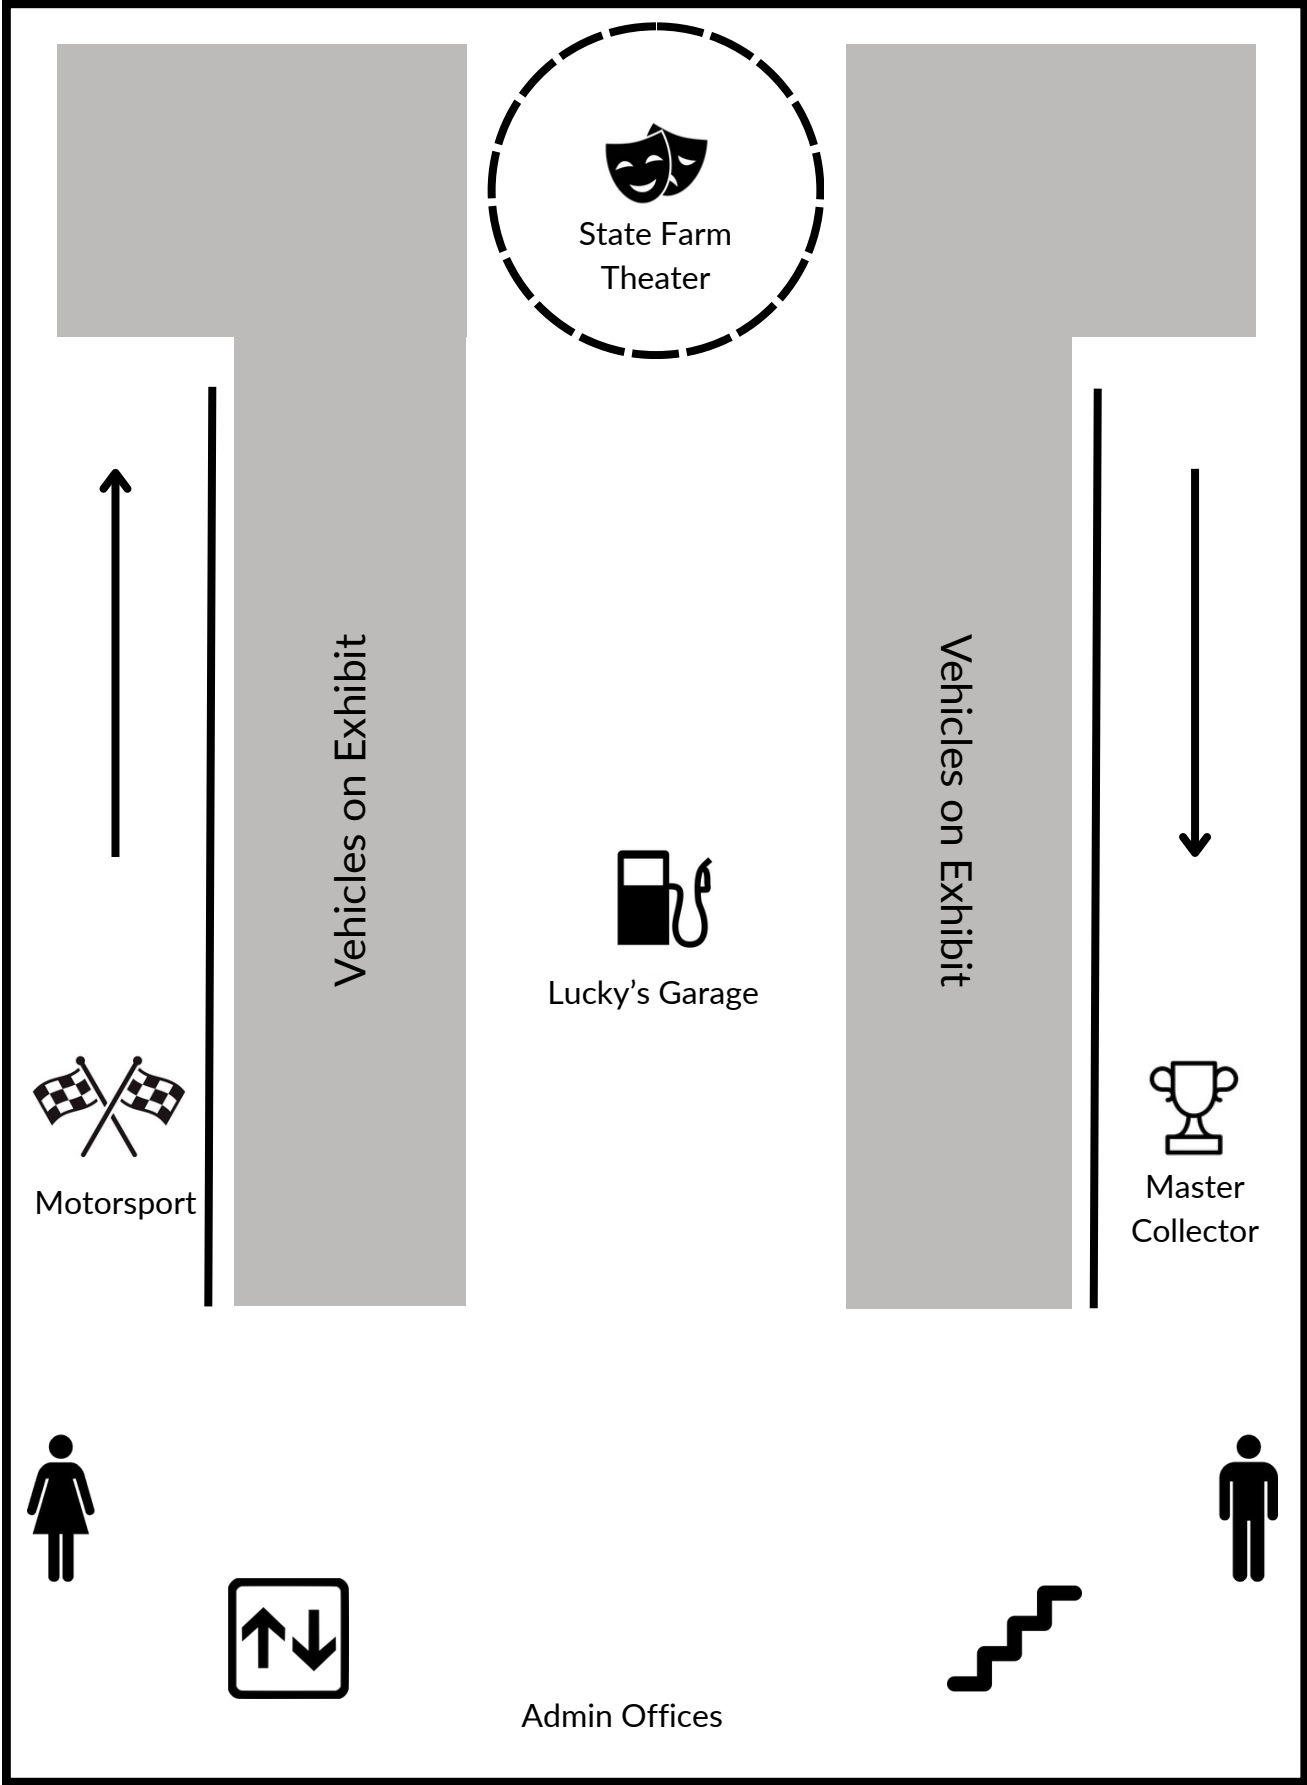 State Farm
Theater
Vehicles on Exhibit
Vehicles on Exhibit
Lucky’s Garage
Motorsport
Master
Collector
Admin Offices